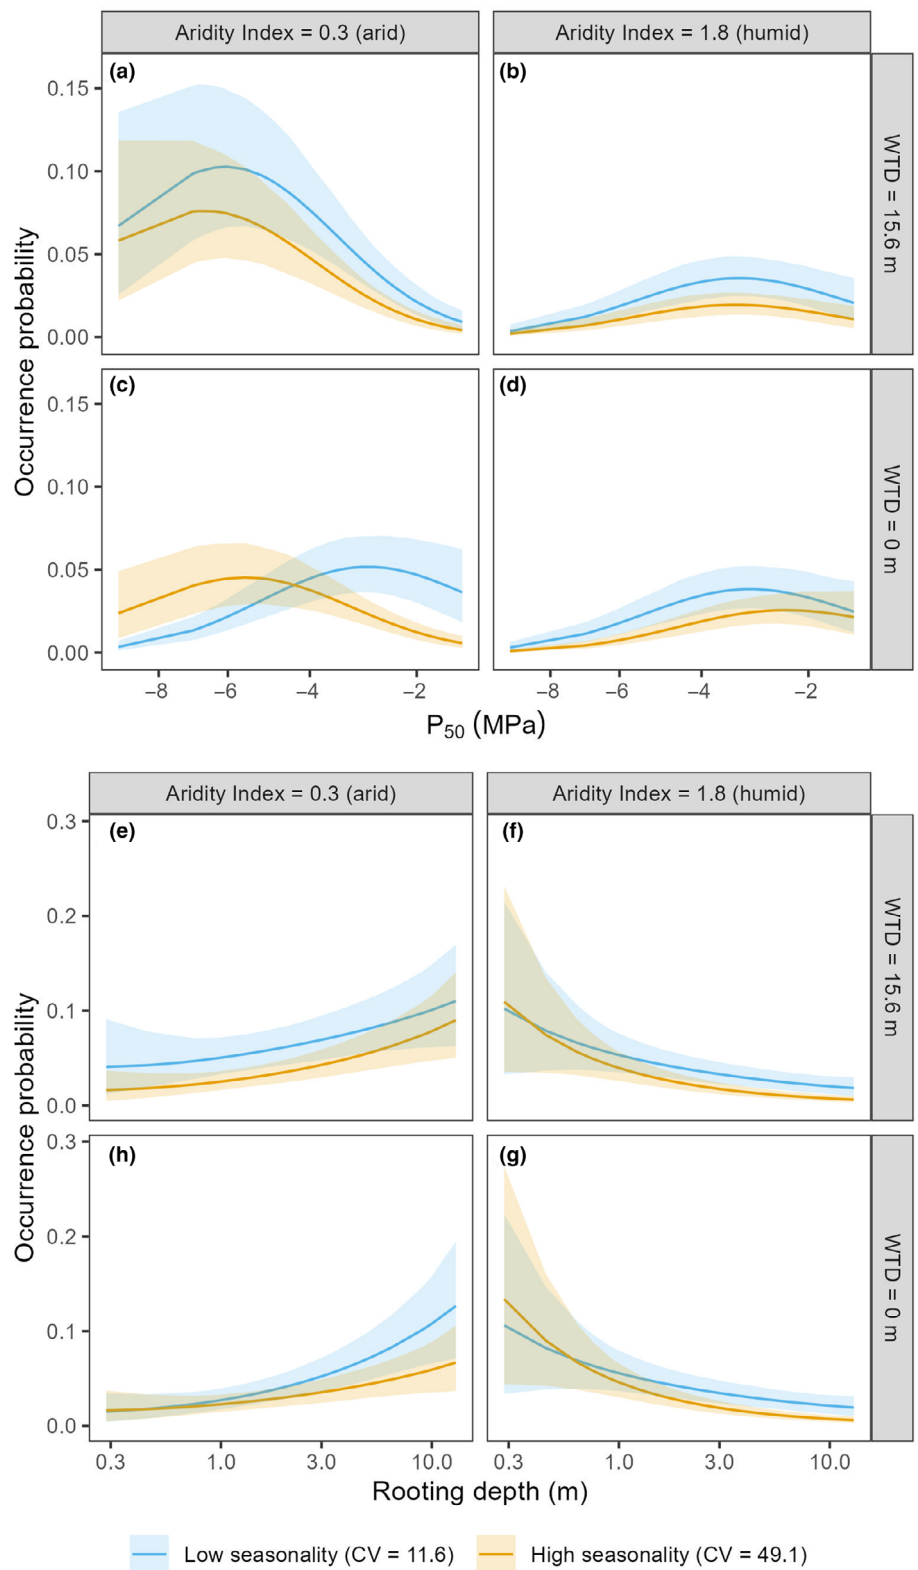 Aridity Index = 0.3 (arid)
Aridity Index = 1.8 (humid)
(a)
(b)
0.15
0.10
0.05
0.00
WTD = 15.6 m
(c)
(d)
0.15
0.10
0.05
0.00
WTD = 0 m
Occurrence probability
−8
−6
−4
−2
−8
−6
−4
−2
P50 (MPa)
Aridity Index = 0.3 (arid)
Aridity Index = 1.8 (humid)
(e)
(f)
0.3
0.2
0.1
0.0
WTD = 15.6 m
(h)
(g)
0.3
0.2
0.1
0.0
WTD = 0 m
Occurrence probability
0.3
1.0
3.0
10.0
0.3
1.0
3.0
10.0
Rooting depth (m)
Low seasonality (CV = 11.6)
High seasonality (CV = 49.1)